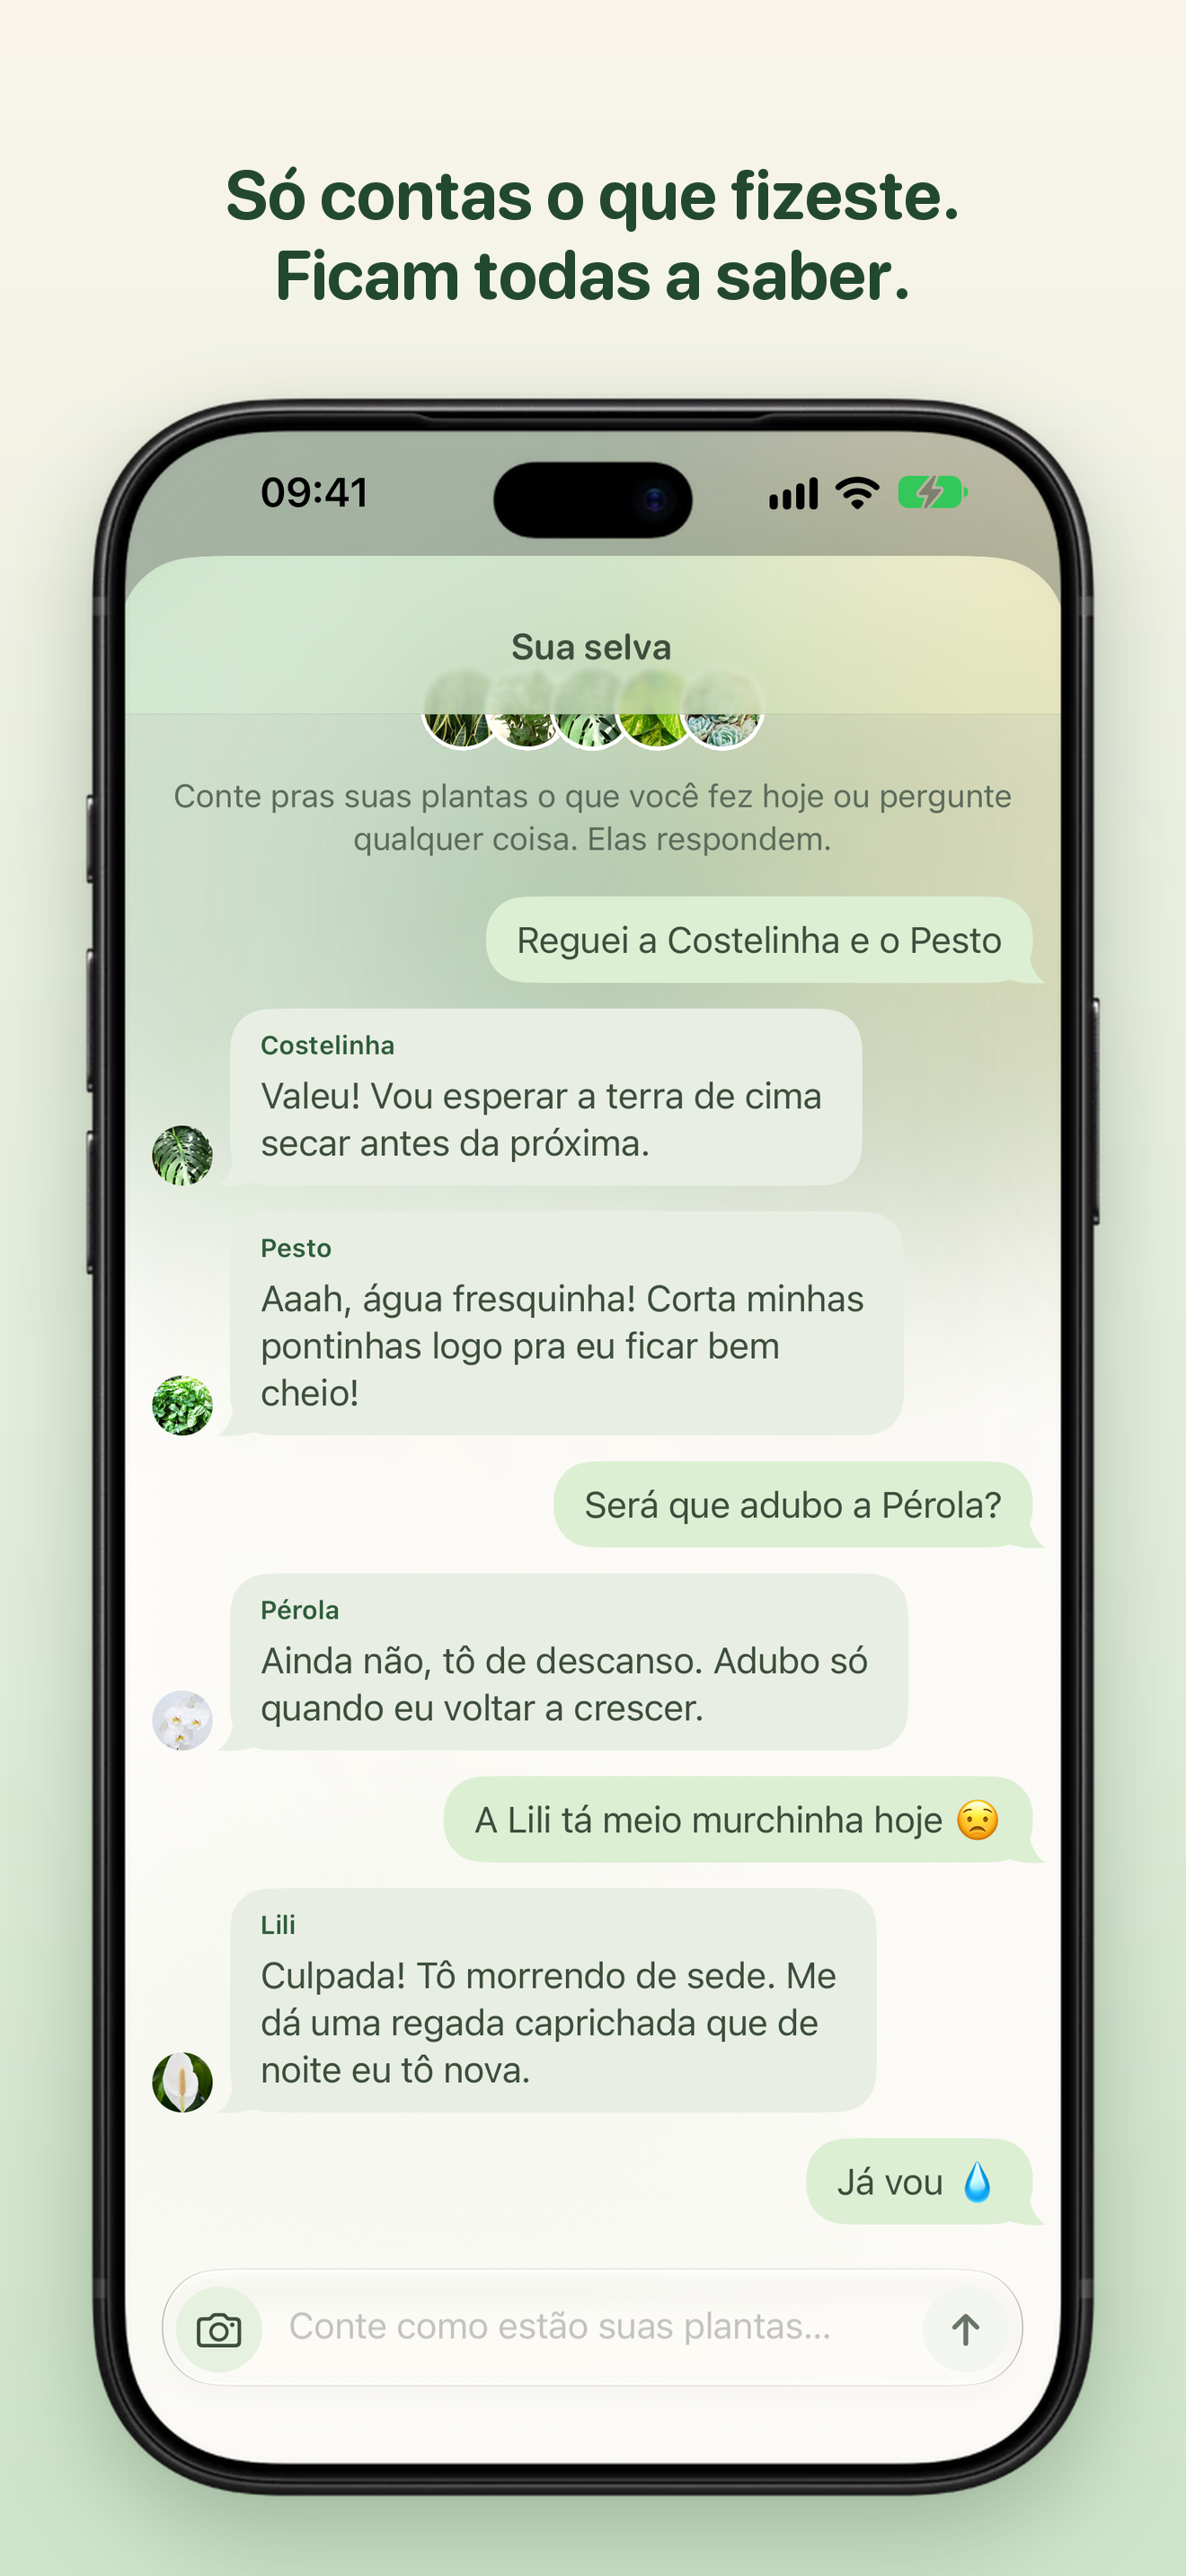 Só contas o que fizeste.
Ficam todas a saber.
09:41
Sua selva
Conte pras suas plantas o que você fez hoje ou pergunte
qualquer coisa. Elas respondem.
Reguei a Costelinha e o Pesto
Costelinha
Valeu! Vou esperar a terra de cima
secar antes da próxima.
Pesto
Aaah, água fresquinha! Corta minhas
pontinhas logo pra eu ficar bem
cheio!
Será que adubo a Pérola?
Pérola
Ainda não, tô de descanso. Adubo só
quando eu voltar a crescer.
A Lili tá meio murchinha hoje 😟
Lili
Culpada! Tô morrendo de sede. Me
dá uma regada caprichada que de
noite eu tô nova.
Já vou 💧
Conte como estão suas plantas...